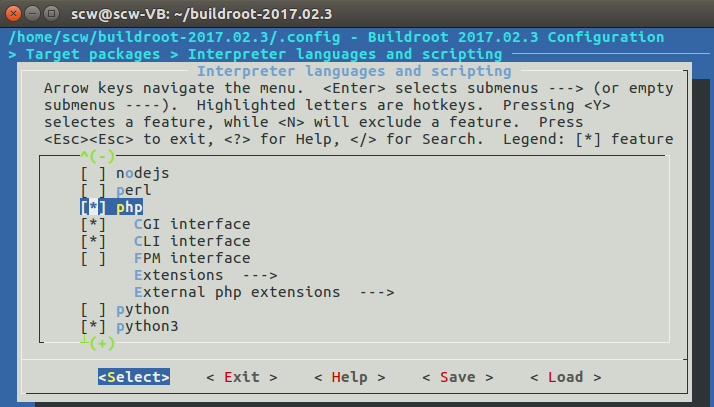 scw@scw-VB: ~/buildroot-2017.02.3
/home/scw/buildroot-2017.02.3/.config - Buildroot 2017.02.3 Configuration
> Target packages > Interpreter languages and scripting
Interpreter languages and scripting
Arrow keys navigate the menu.  <Enter> selects submenus ---> (or empty
submenus ----).  Highlighted letters are hotkeys.  Pressing <Y>
selectes a feature, while <N> will exclude a feature.  Press
<Esc><Esc> to exit, <?> for Help, </> for Search.  Legend: [*] feature
^(-)
[ ] nodejs
[ ] perl
[*] php
[*]   CGI interface
[*]   CLI interface
[ ]   FPM interface
Extensions  --->
External php extensions  --->
[ ] python
[*] python3
┴(+)
<Select>    < Exit >    < Help >    < Save >    < Load >